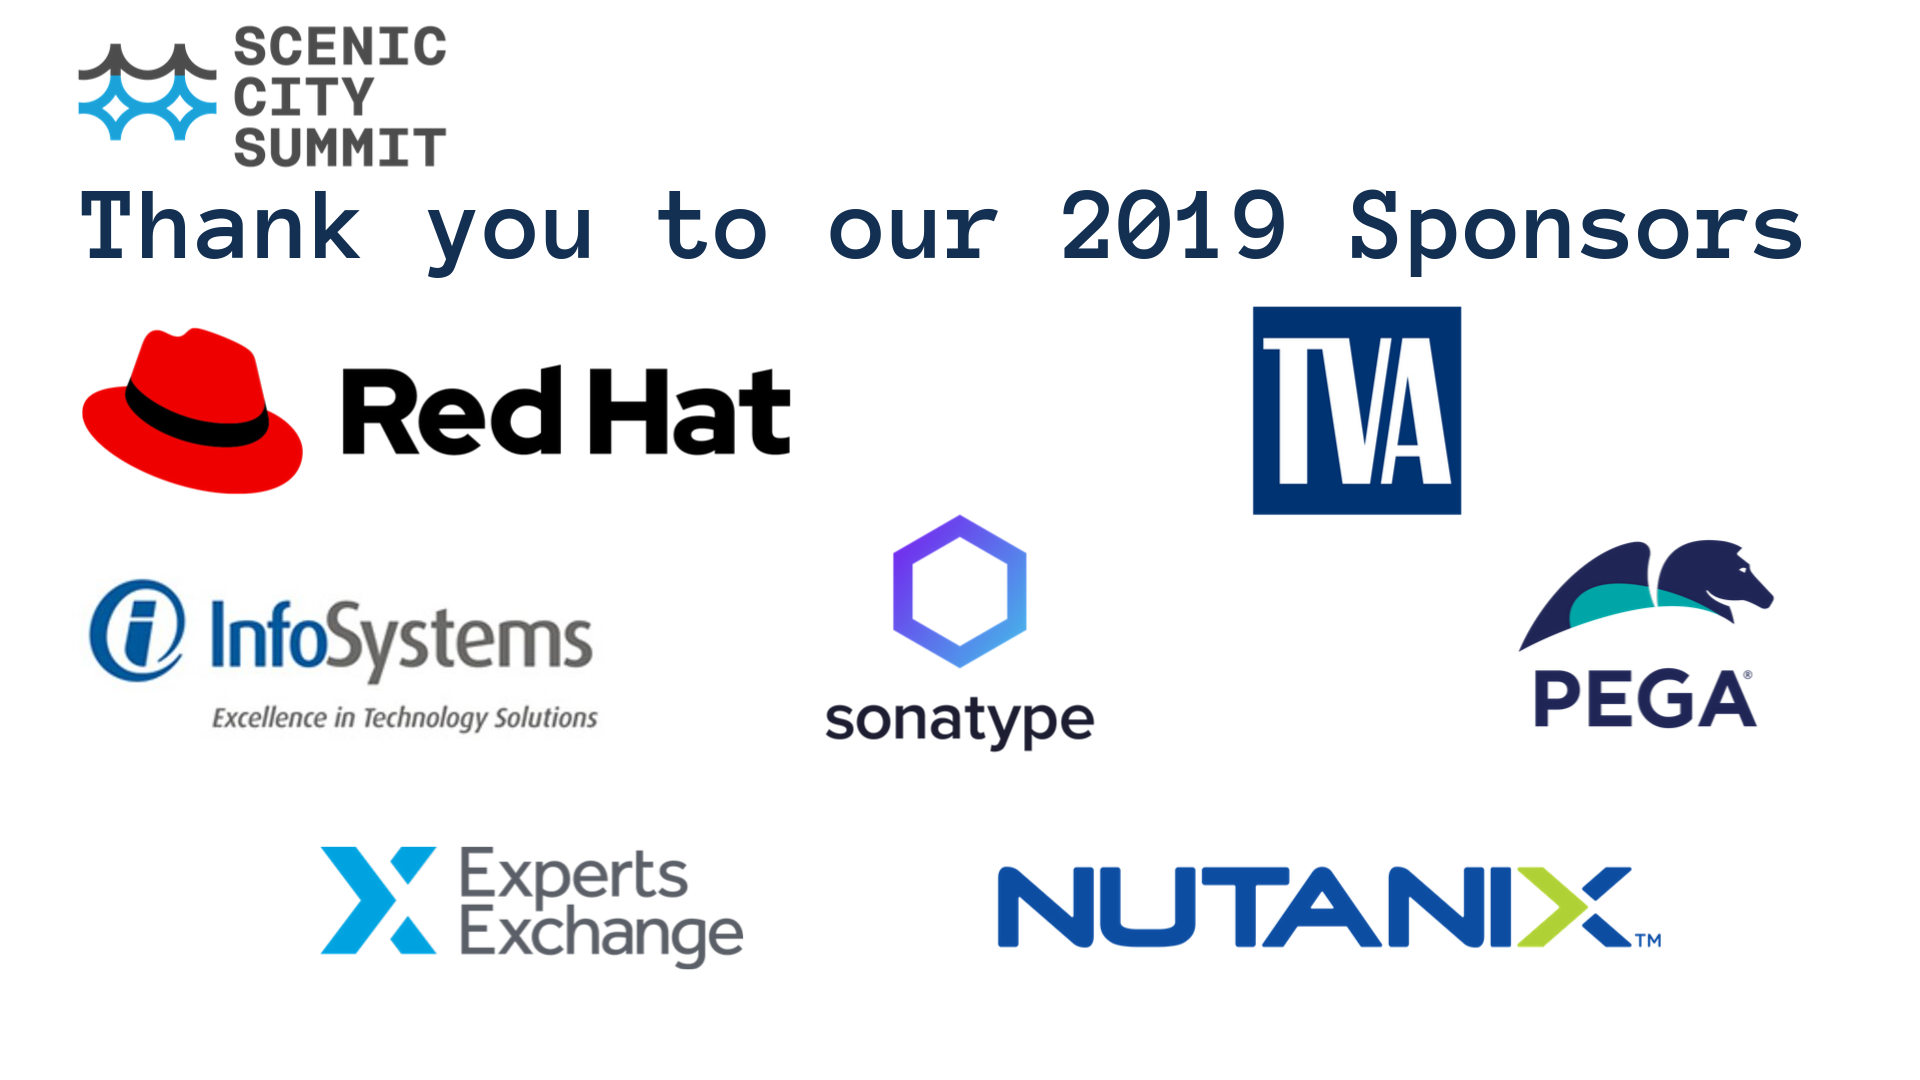 SCENIC
CITY
SUMMIT
Thank you to our 2019 Sponsors
Red Hat
TVA
InfoSystems
Excellence in Technology Solutions
sonatype
PEGA®
Experts
Exchange
NUTANIX™